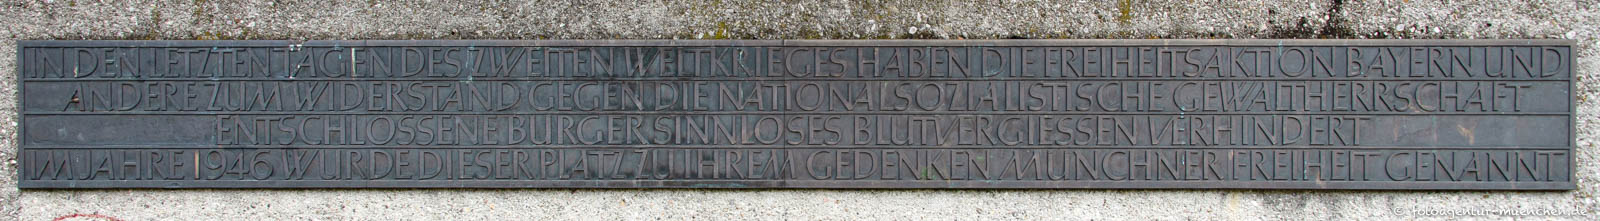 IN DEN LETZTEN TAGEN DES ZWEITEN WELTKRIEGES HABEN DIE FREIHEITSAKTION BAYERN UND
ANDERE ZUM WIDERSTAND GEGEN DIE NATIONALSOZIALISTISCHE GEWALTHERRSCHAFT
ENTSCHLOSSENE BÜRGER SINNLOSES BLUTVERGIESSEN VERHINDERT
IM JAHRE 1946 WURDE DIESER PLATZ ZU IHREM GEDENKEN MÜNCHNER FREIHEIT GENANNT
© fotoagentur-muenchen.de